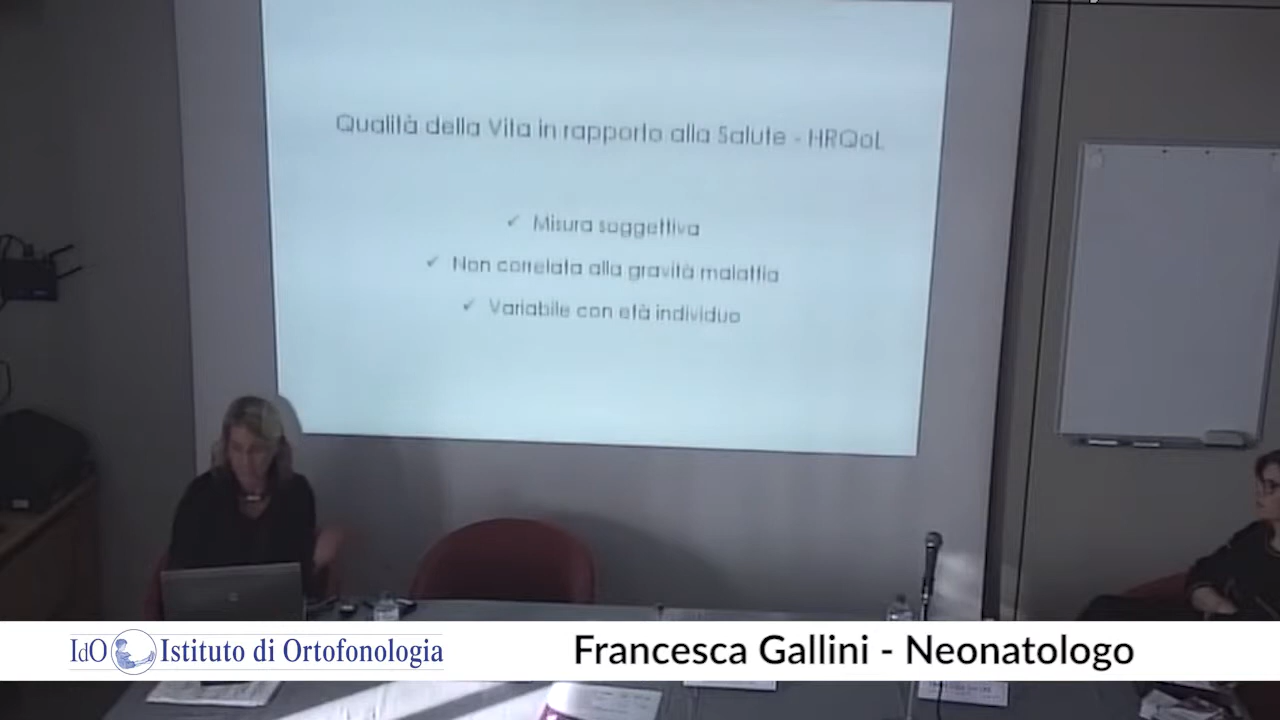 Qualità della Vita in rapporto alla Salute - HRQoL
✓ Misura soggettiva
✓ Non correlata alla gravità malattia
✓ Variabile con età individuo
IdO Istituto di Ortofonologia
Francesca Gallini - Neonatologo